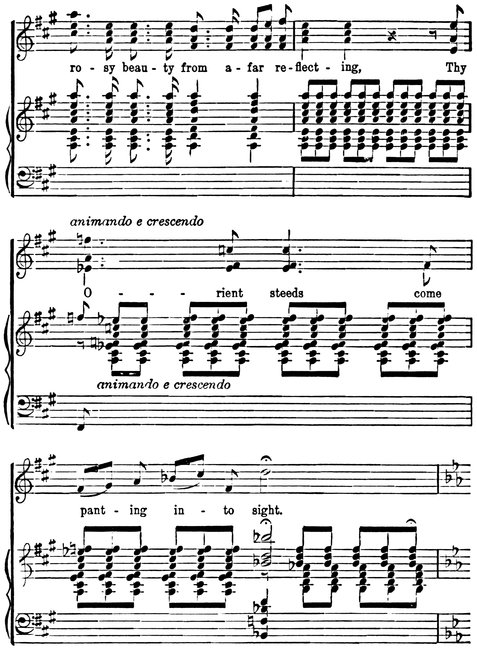 ro- sy beau- ty from a- far re- flect- ing, Thy
animando e crescendo
O - - - rient steeds come
animando e crescendo
pant - ing in - to sight.